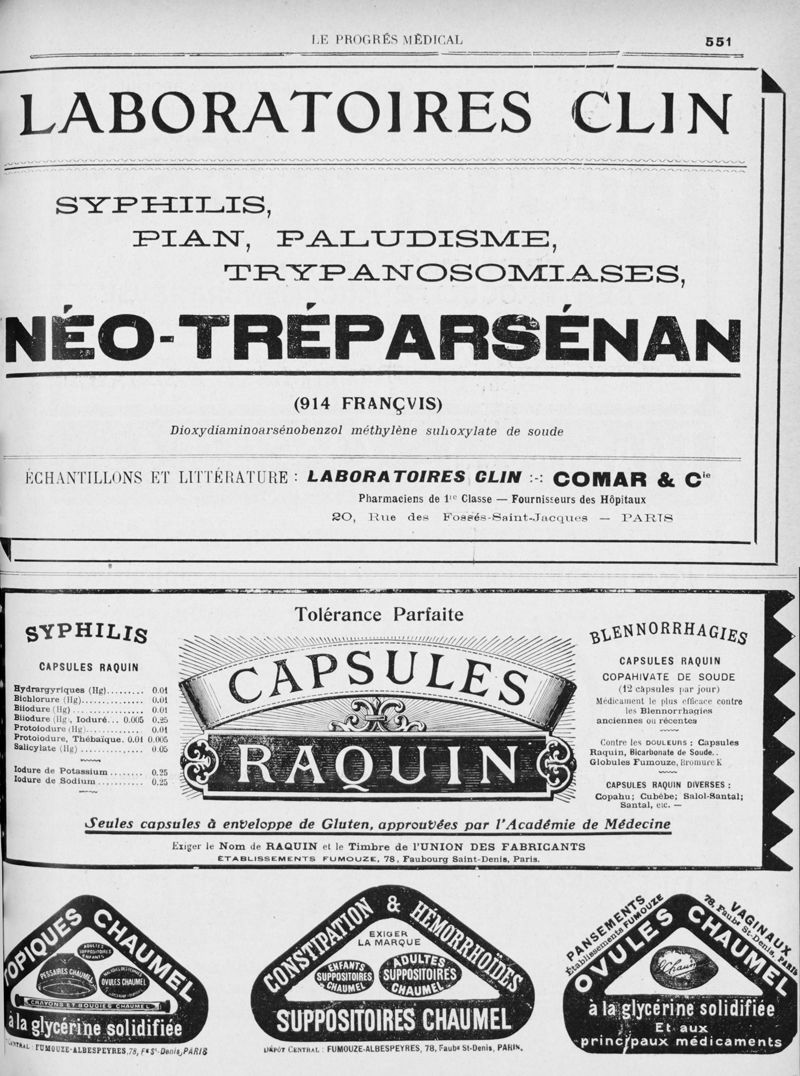 LE PROGRÉS MÉDICAL
551
LABORATOIRES CLIN
SYPHILIS,
PIAN, PALUDISME,
TRYPANOSOMIASES,
NÉO-TRÉPARSÉNAN
(914 FRANÇVIS)
Dioxydiaminoarsénobenzol méthylène sulfoxylate de soude
ÉCHANTILLONS ET LITTÉRATURE : LABORATOIRES CLIN :-: COMAR & Cie
Pharmaciens de 1re Classe — Fournisseurs des Hôpitaux
20, Rue des Fossés-Saint-Jacques — PARIS
SYPHILIS
CAPSULES RAQUIN
Hydrargyriques (Hg)........ 0.01
Bichlorure (Hg).............. 0.01
Biiodure (Hg) ................ 0.01
Biiodure (Hg), Ioduré... 0.005 0.25
Protoiodure (Hg)............. 0.01
Protoiodure, Thébaïque. 0.01 0.005
Salicylate (Hg) .............. 0.05
Iodure de Potassium ........ 0.25
Iodure de Sodium ........... 0.25
Tolérance Parfaite
CAPSULES
RAQUIN
BLENNORRHAGIES
CAPSULES RAQUIN
COPAHIVATE DE SOUDE
(12 capsules par jour)
Médicament le plus efficace contre
les Blennorrhagies
anciennes ou récentes
Contre les DOULEURS : Capsules
Raquin, Bicarbonate de Soude..
Globules Fumouze, Bromure K
CAPSULES RAQUIN DIVERSES :
Copahu; Cubèbe; Salol-Santal;
Santal, etc. —
Seules capsules à enveloppe de Gluten, approuvées par l'Académie de Médecine
Exiger le Nom de RAQUIN et le Timbre de l'UNION DES FABRICANTS
ÉTABLISSEMENTS FUMOUZE, 78, Faubourg Saint-Denis, Paris.
TOPIQUES CHAUMEL
ADULTES
SUPPOSITOIRES
ENFANTS
PESSAIRES CHAUMEL
OVULES CHAUMEL
CRAYONS ET BOUGIES CHAUMEL
à la glycérine solidifiée
CENTRAL : FUMOUZE-ALBESPEYRES, 78, Fg St-Denis, PARIS
CONSTIPATION & HÉMORRHOÏDES
EXIGER
LA MARQUE
ENFANTS
SUPPOSITOIRES
CHAUMEL
ADULTES
SUPPOSITOIRES
CHAUMEL
SUPPOSITOIRES CHAUMEL
DÉPÔT CENTRAL : FUMOUZE-ALBESPEYRES, 78, Faubg St-Denis, PARIS.
PANSEMENTS VAGINAUX
Établissements FUMOUZE
78, Faubg St-Denis, PARIS
OVULES CHAUMEL
Chaumel
à la glycérine solidifiée
Et aux
principaux médicaments